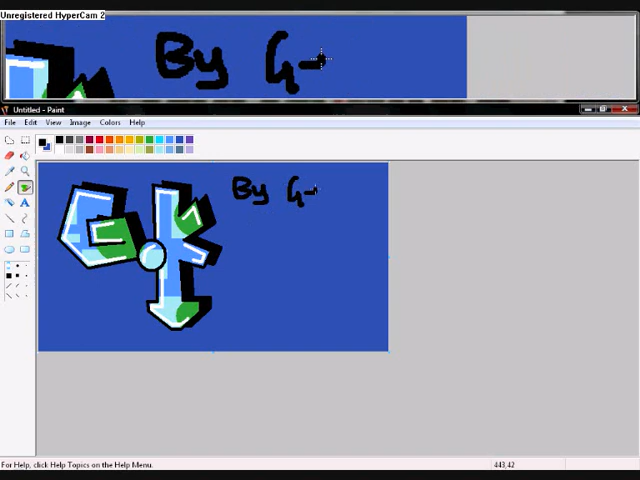 Unregistered HyperCam 2
By G-
Untitled - Paint
File Edit View Image Colors Help
By G-
For Help, click Help Topics on the Help Menu.
443,42